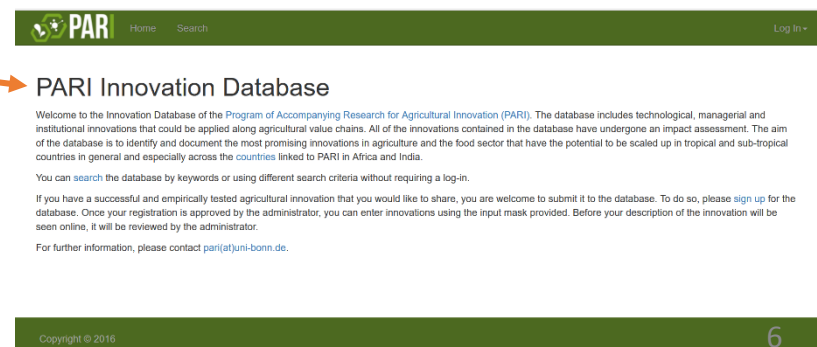 PARI Home Search Log In
PARI Innovation Database
Welcome to the Innovation Database of the Program of Accompanying Research for Agricultural Innovation (PARI). The database includes technological, managerial and
institutional innovations that could be applied along agricultural value chains. All of the innovations contained in the database have undergone an impact assessment. The aim
of the database is to identify and document the most promising innovations in agriculture and the food sector that have the potential to be scaled up in tropical and sub-tropical
countries in general and especially across the countries linked to PARI in Africa and India.
You can search the database by keywords or using different search criteria without requiring a log-in.
If you have a successful and empirically tested agricultural innovation that you would like to share, you are welcome to submit it to the database. To do so, please sign up for the
database. Once your registration is approved by the administrator, you can enter innovations using the input mask provided. Before your description of the innovation will be
seen online, it will be reviewed by the administrator.
For further information, please contact pari(at)uni-bonn.de.
Copyright © 2016 6